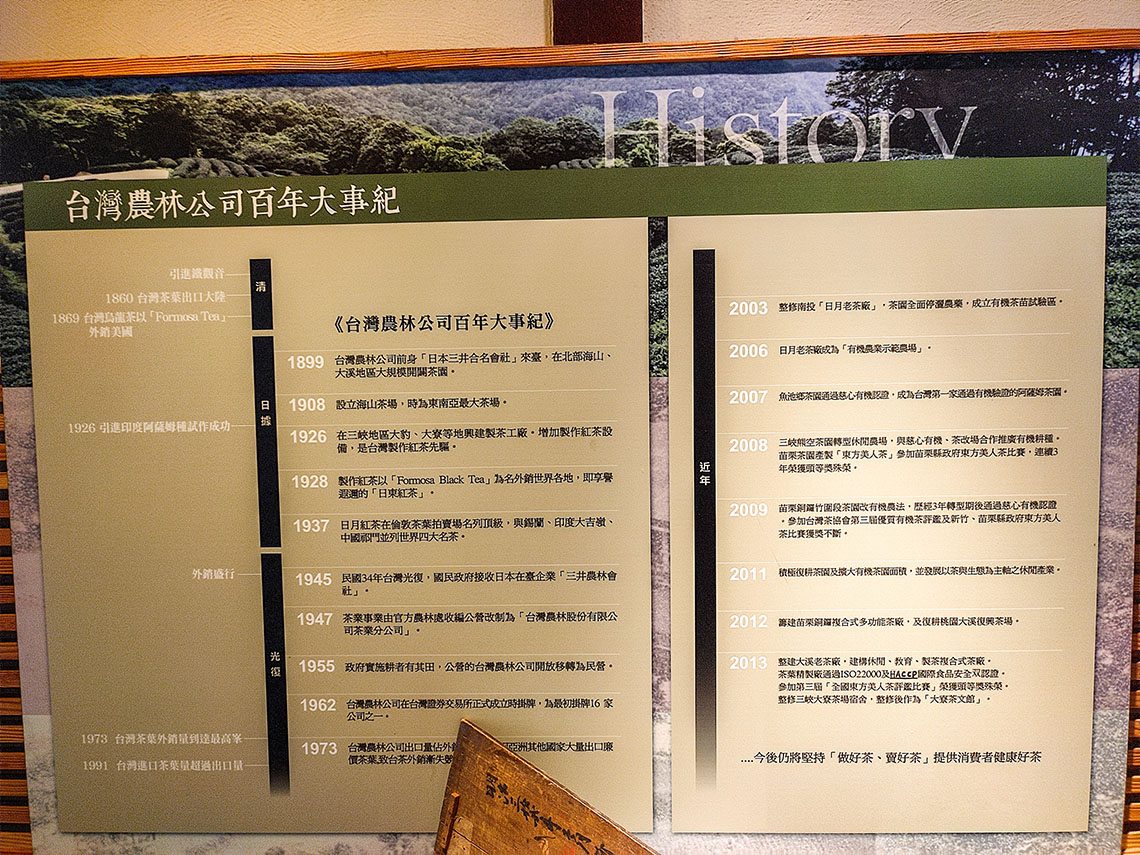 History
台灣農林公司百年大事紀
引進鐵觀音
1860 台灣茶葉出口大陸
1869 台灣烏龍茶以「Formosa Tea」
外銷美國
清
1926 引進印度阿薩姆種試作成功
日據
外銷盛行
光復
1973 台灣茶葉外銷量到達最高峯
1991 台灣進口茶葉量超過出口量
《台灣農林公司百年大事紀》
1899 台灣農林公司前身「日本三井合名會社」來臺，在北部海山、
大溪地區大規模開闢茶園。
1908 設立海山茶場，時為東南亞最大茶場。
1926 在三峽地區大豹、大寮等地興建製茶工廠。增加製作紅茶設
備，是台灣製作紅茶先驅。
1928 製作紅茶以「Formosa Black Tea」為名外銷世界各地，即享譽
遐邇的「日東紅茶」。
1937 日月紅茶在倫敦茶葉拍賣場名列頂級，與錫蘭、印度大吉嶺、
中國祁門並列世界四大名茶。
1945 民國34年台灣光復，國民政府接收日本在臺企業「三井農林會
社」。
1947 茶業事業由官方農林處收編公營改制為「台灣農林股份有限公
司茶業分公司」。
1955 政府實施耕者有其田，公營的台灣農林公司開放移轉為民營。
1962 台灣農林公司在台灣證券交易所正式成立時掛牌，為最初掛牌16 家
公司之一。
1973 台灣農林公司出口量佔外銷 亞洲其他國家大量出口廉
價茶葉,致台茶外銷漸失
近年
2003 整修南投「日月老茶廠」，茶園全面停灑農藥，成立有機茶苗試驗區。
2006 日月老茶廠成為「有機農業示範農場」。
2007 魚池鄉茶園通過慈心有機認證，成為台灣第一家通過有機驗證的阿薩姆茶園。
2008 三峽熊空茶園轉型休閒農場，與慈心有機、茶改場合作推廣有機耕種。
苗栗茶園產製「東方美人茶」參加苗栗縣政府東方美人茶比賽，連續3
年榮獲頭等獎殊榮。
2009 苗栗銅鑼竹圍段茶園改有機農法，歷經3年轉型期後通過慈心有機認證
。參加台灣茶協會第三屆優質有機茶評鑑及新竹、苗栗縣政府東方美人
茶比賽獲獎不斷。
2011 積極復耕茶園及擴大有機茶園面積，並發展以茶與生態為主軸之休閒產業。
2012 籌建苗栗銅鑼複合式多功能茶廠，及復耕桃園大溪復興茶場。
2013 整建大溪老茶廠，建構休閒、教育、製茶複合式茶廠。
茶葉精製廠通過ISO22000及HACCP國際食品安全双認證。
參加第三屆「全國東方美人茶評鑑比賽」榮獲頭等獎殊榮。
整修三峽大寮茶場宿舍，整修後作為「大寮茶文館」。
....今後仍將堅持「做好茶、賣好茶」提供消費者健康好茶